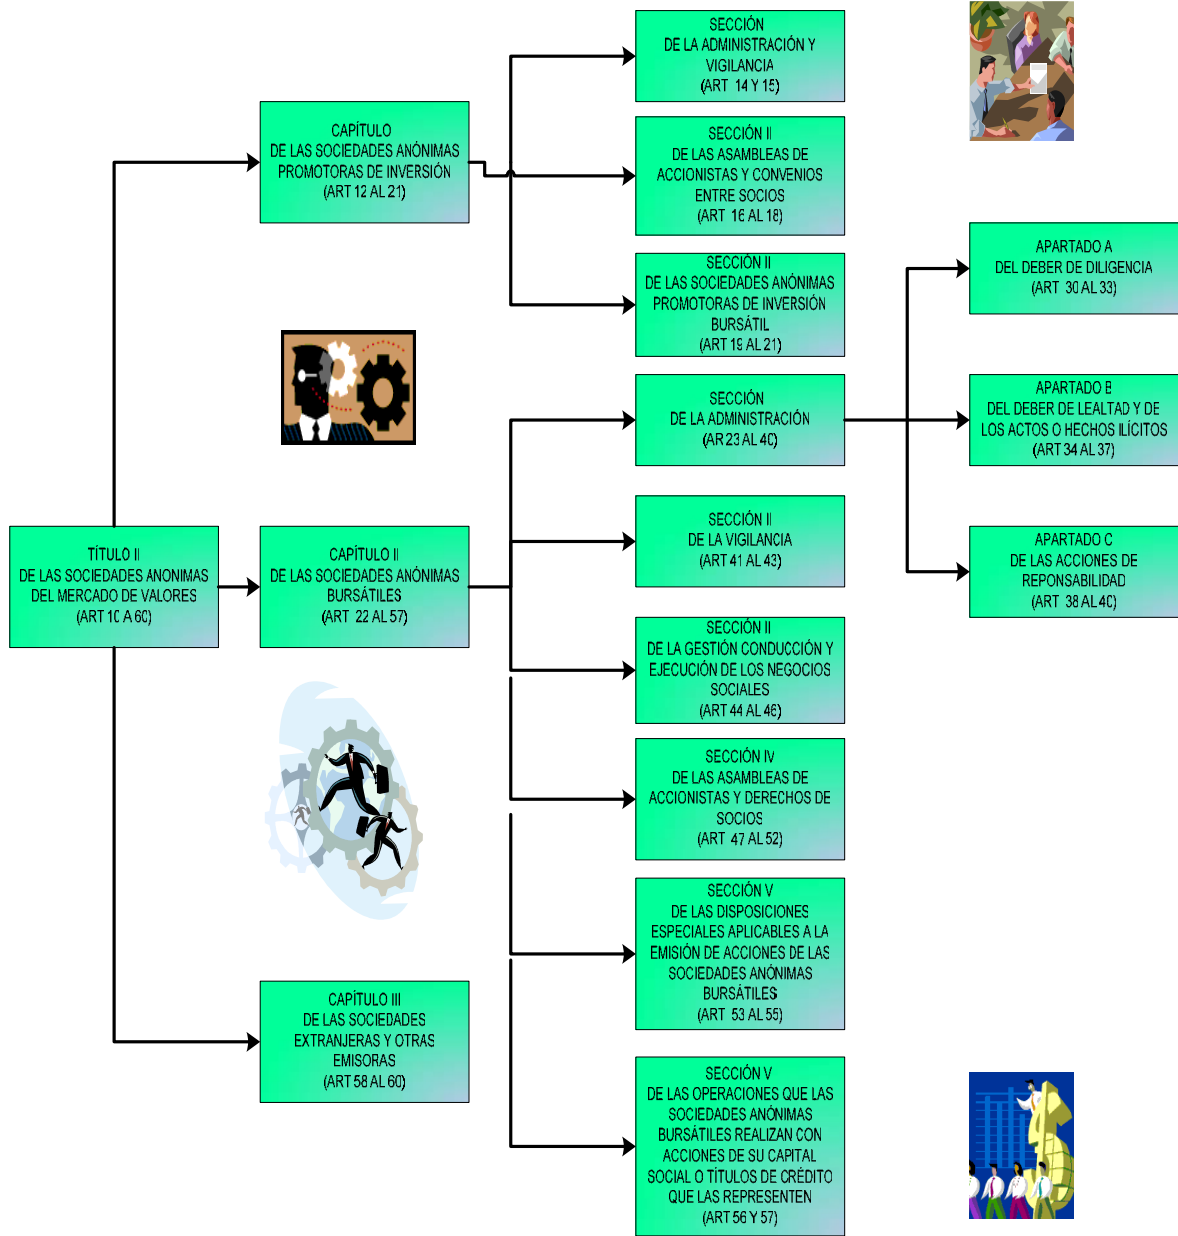 TÍTULO II
DE LAS SOCIEDADES ANONIMAS
DEL MERCADO DE VALORES
(ART 10 A 60)
CAPÍTULO
DE LAS SOCIEDADES ANÓNIMAS
PROMOTORAS DE INVERSIÓN
(ART 12 AL 21)
SECCIÓN
DE LA ADMINISTRACIÓN Y
VIGILANCIA
(ART 14 Y 15)
SECCIÓN II
DE LAS ASAMBLEAS DE
ACCIONISTAS Y CONVENIOS
ENTRE SOCIOS
(ART 16 AL 18)
SECCIÓN II
DE LAS SOCIEDADES ANÓNIMAS
PROMOTORAS DE INVERSIÓN
BURSÁTIL
(ART 19 AL 21)
CAPÍTULO II
DE LAS SOCIEDADES ANÓNIMAS
BURSÁTILES
(ART 22 AL 57)
SECCIÓN
DE LA ADMINISTRACIÓN
(AR 23 AL 40)
APARTADO A
DEL DEBER DE DILIGENCIA
(ART 30 AL 33)
APARTADO B
DEL DEBER DE LEALTAD Y DE
LOS ACTOS O HECHOS ILÍCITOS
(ART 34 AL 37)
APARTADO C
DE LAS ACCIONES DE
REPONSABILIDAD
(ART 38 AL 40)
SECCIÓN II
DE LA VIGILANCIA
(ART 41 AL 43)
SECCIÓN II
DE LA GESTIÓN CONDUCCIÓN Y
EJECUCIÓN DE LOS NEGOCIOS
SOCIALES
(ART 44 AL 46)
SECCIÓN IV
DE LAS ASAMBLEAS DE
ACCIONISTAS Y DERECHOS DE
SOCIOS
(ART 47 AL 52)
SECCIÓN V
DE LAS DISPOSICIONES
ESPECIALES APLICABLES A LA
EMISIÓN DE ACCIONES DE LAS
SOCIEDADES ANÓNIMAS
BURSÁTILES
(ART 53 AL 55)
SECCIÓN V
DE LAS OPERACIONES QUE LAS
SOCIEDADES ANÓNIMAS
BURSÁTILES REALIZAN CON
ACCIONES DE SU CAPITAL
SOCIAL O TÍTULOS DE CRÉDITO
QUE LAS REPRESENTEN
(ART 56 Y 57)
CAPÍTULO III
DE LAS SOCIEDADES
EXTRANJERAS Y OTRAS
EMISORAS
(ART 58 AL 60)